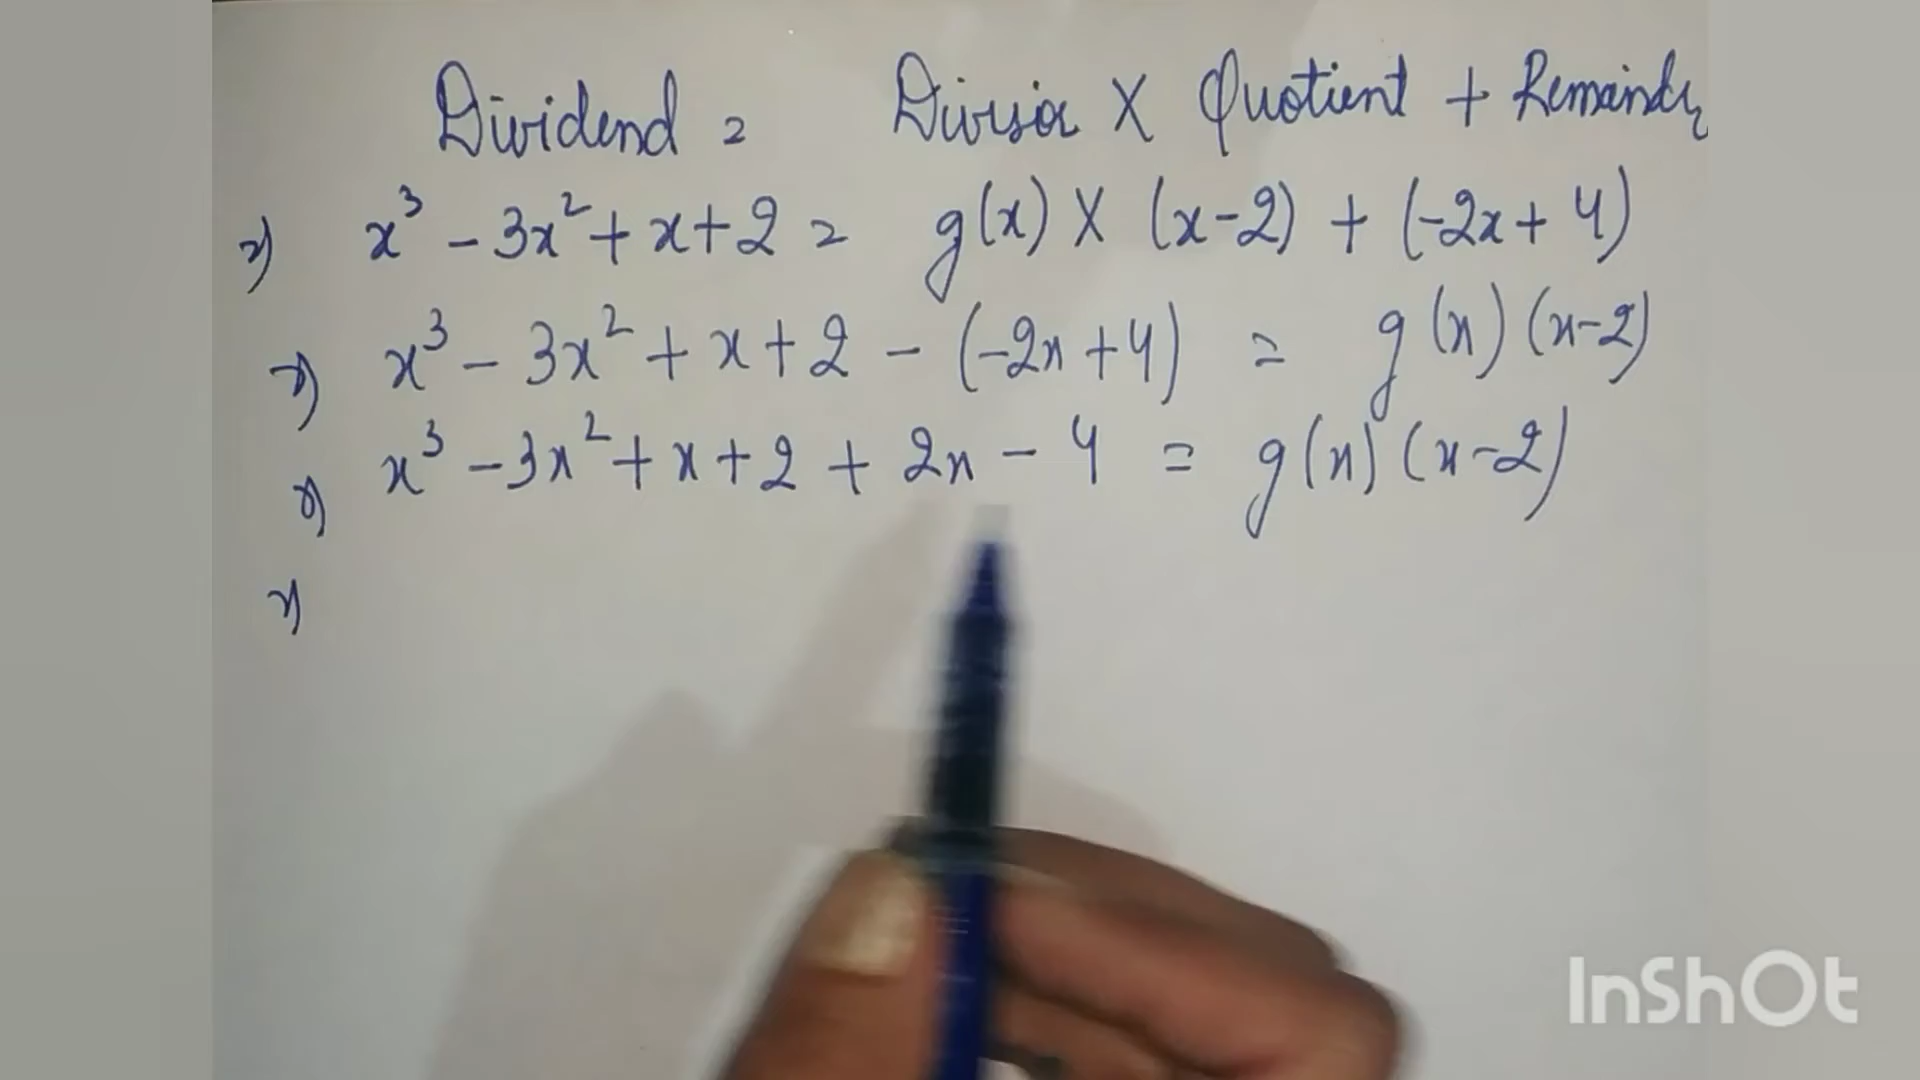 Dividend = Divisor X Quotient + Remainder
⇒) x³ - 3x² + x + 2 = g(x) X (x-2) + (-2x + 4)
⇒) x³ - 3x² + x + 2 - (-2x + 4) = g(x) (x-2)
⇒) x³ - 3x² + x + 2 + 2x - 4 = g(x) (x-2)
⇒)
InShOt